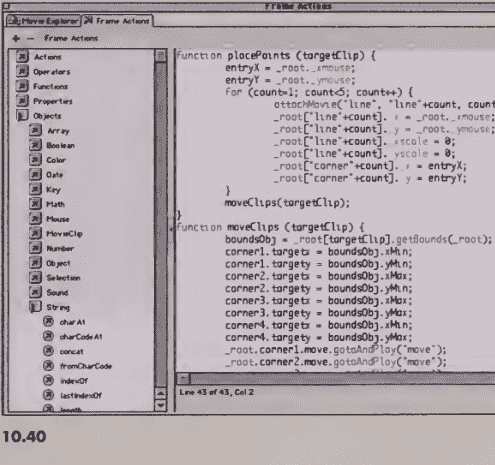 Frame Actions
Movie Explorer
Frame Actions
+ − Frame Actions
Actions
Operators
Functions
Properties
Objects
Array
Boolean
Color
Date
Key
Math
Mouse
MovieClip
Number
Object
Selection
Sound
String
charAt
charCodeAt
concat
fromCharCode
indexOf
lastIndexOf
length
function placePoints (targetClip) {
entryX = _root._xmouse;
entryY = _root._ymouse;
for (count=1; count<5; count++) {
attachMovie("line", "line"+count, count
_root["line"+count]._x = _root._xmouse;
_root["line"+count]._y = _root._ymouse;
_root["line"+count]._xscale = 0;
_root["line"+count]._yscale = 0;
_root["corner"+count]._x = entryX;
_root["corner"+count]._y = entryY;
}
moveClips(targetClip);
}
function moveClips (targetClip) {
boundsObj = _root[targetClip].getBounds(_root);
corner1.targetx = boundsObj.xMin;
corner1.targety = boundsObj.yMin;
corner2.targetx = boundsObj.xMax;
corner2.targety = boundsObj.yMin;
corner3.targetx = boundsObj.xMax;
corner3.targety = boundsObj.yMax;
corner4.targetx = boundsObj.xMin;
corner4.targety = boundsObj.yMax;
_root.corner1.move.gotoAndPlay("move");
_root.corner2.move.gotoAndPlay("move");
Line 43 of 43, Col 2
10.40